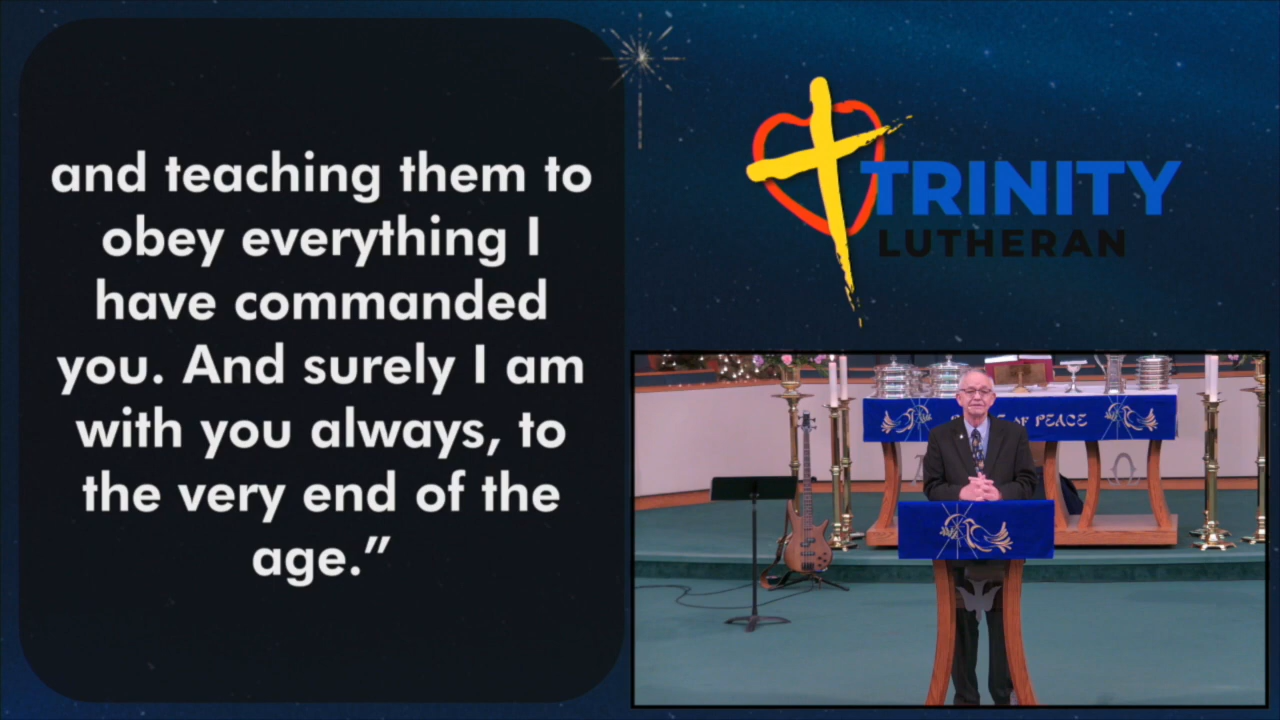 and teaching them to
obey everything I
have commanded
you. And surely I am
with you always, to
the very end of the
age.”
TRINITY
LUTHERAN
OF PEACE